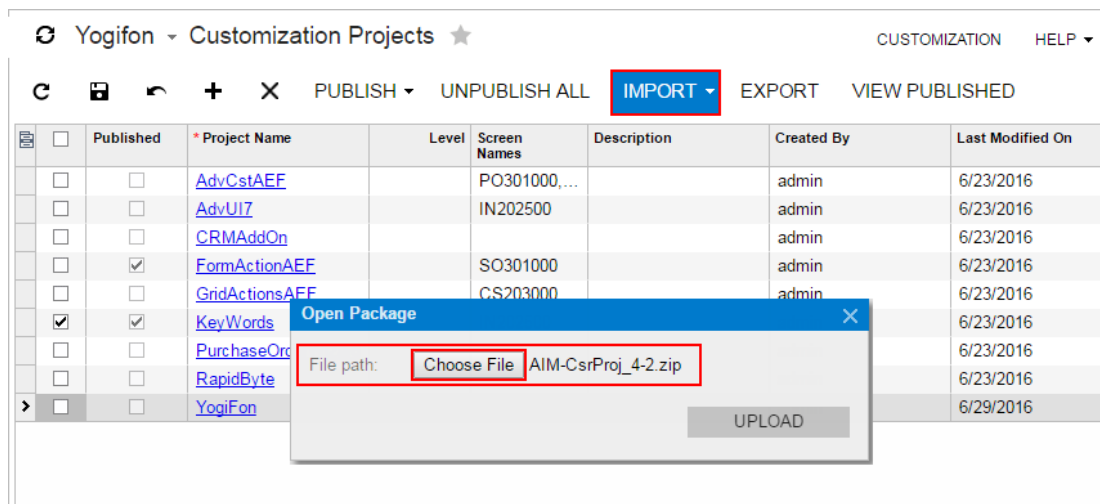 Yogifon Customization Projects CUSTOMIZATION HELP
PUBLISH UNPUBLISH ALL IMPORT EXPORT VIEW PUBLISHED
Published * Project Name Level Screen Names Description Created By Last Modified On
AdvCstAEF PO301000,... admin 6/23/2016
AdvUI7 IN202500 admin 6/23/2016
CRMAddOn admin 6/23/2016
FormActionAEF SO301000 admin 6/23/2016
GridActionsAEF CS203000 admin 6/23/2016
KeyWords 6/23/2016
PurchaseOrd 6/23/2016
RapidByte 6/23/2016
YogiFon 6/29/2016
Open Package
File path: Choose File AIM-CsrProj_4-2.zip
UPLOAD